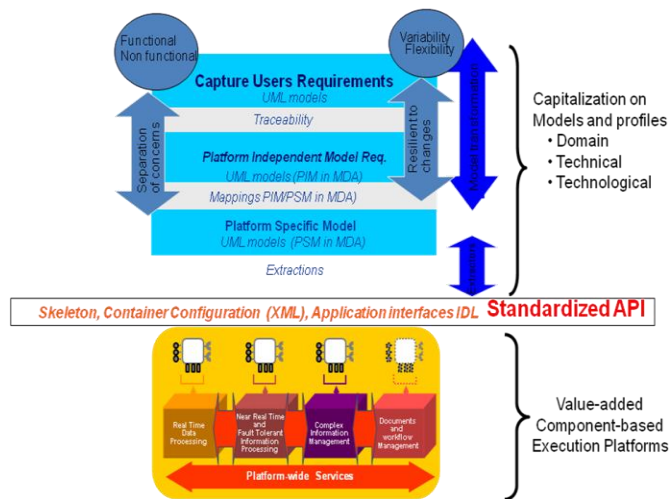 Functional
Non functional
Variability
Flexibility
Capture Users Requirements
UML models
Traceability
Platform Independent Model Req.
UML models (PIM in MDA)
Mappings PIM/PSM in MDA)
Platform Specific Model
UML models (PSM in MDA)
Extractions
Separation
of concerns
Resilient to
changes
Model transformation
Capitalization on
Models and profiles
• Domain
• Technical
• Technological
Skeleton, Container Configuration (XML), Application interfaces IDL Standardized API
Real Time
Data
Processing
Near Real Time
and
Fault Tolerant
Information
Processing
Complex
Information
Management
Documents
and
workflow
Management
Platform-wide Services
Value-added
Component-based
Execution Platforms